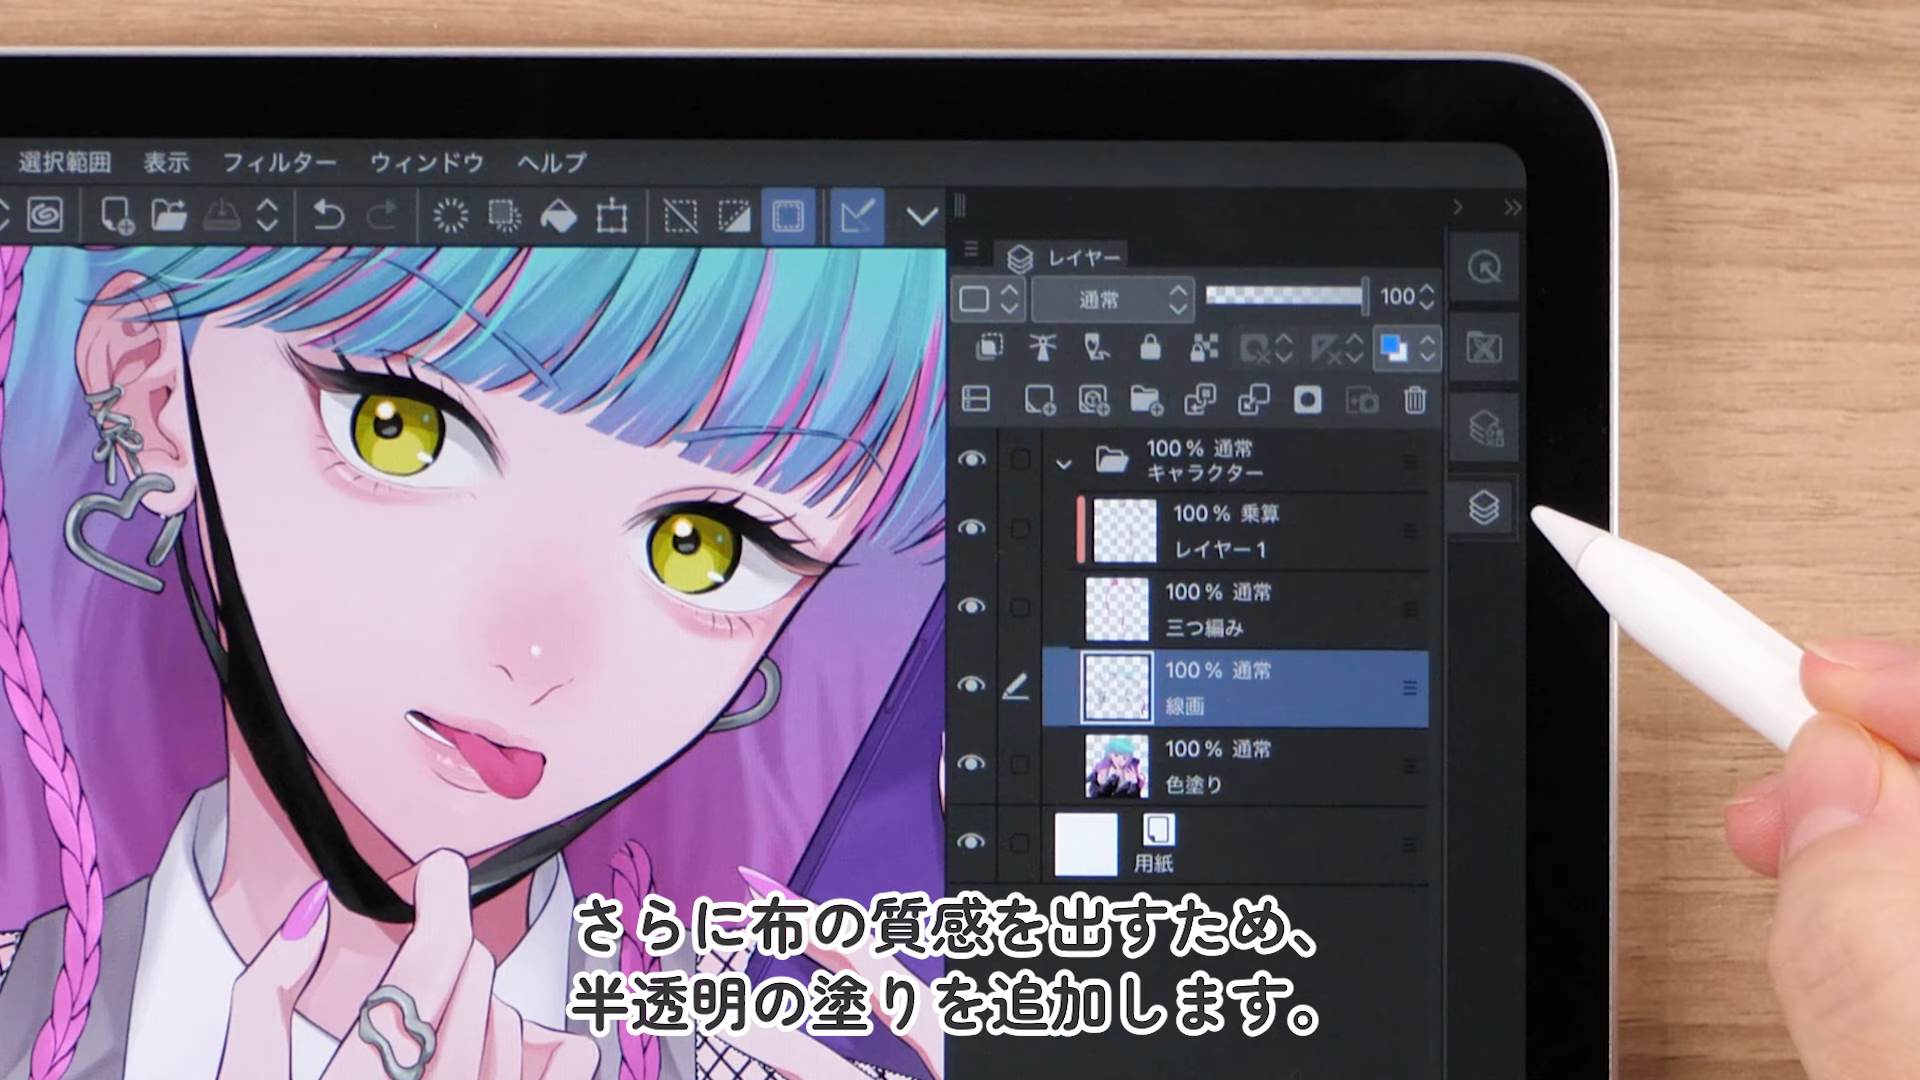 選択範囲 表示 フィルター ウィンドウ ヘルプ
レイヤー
通常 100
100% 通常
キャラクター
100% 乗算
レイヤー1
100% 通常
三つ編み
100% 通常
線画
100% 通常
色塗り
用紙
さらに布の質感を出すため、
半透明の塗りを追加します。